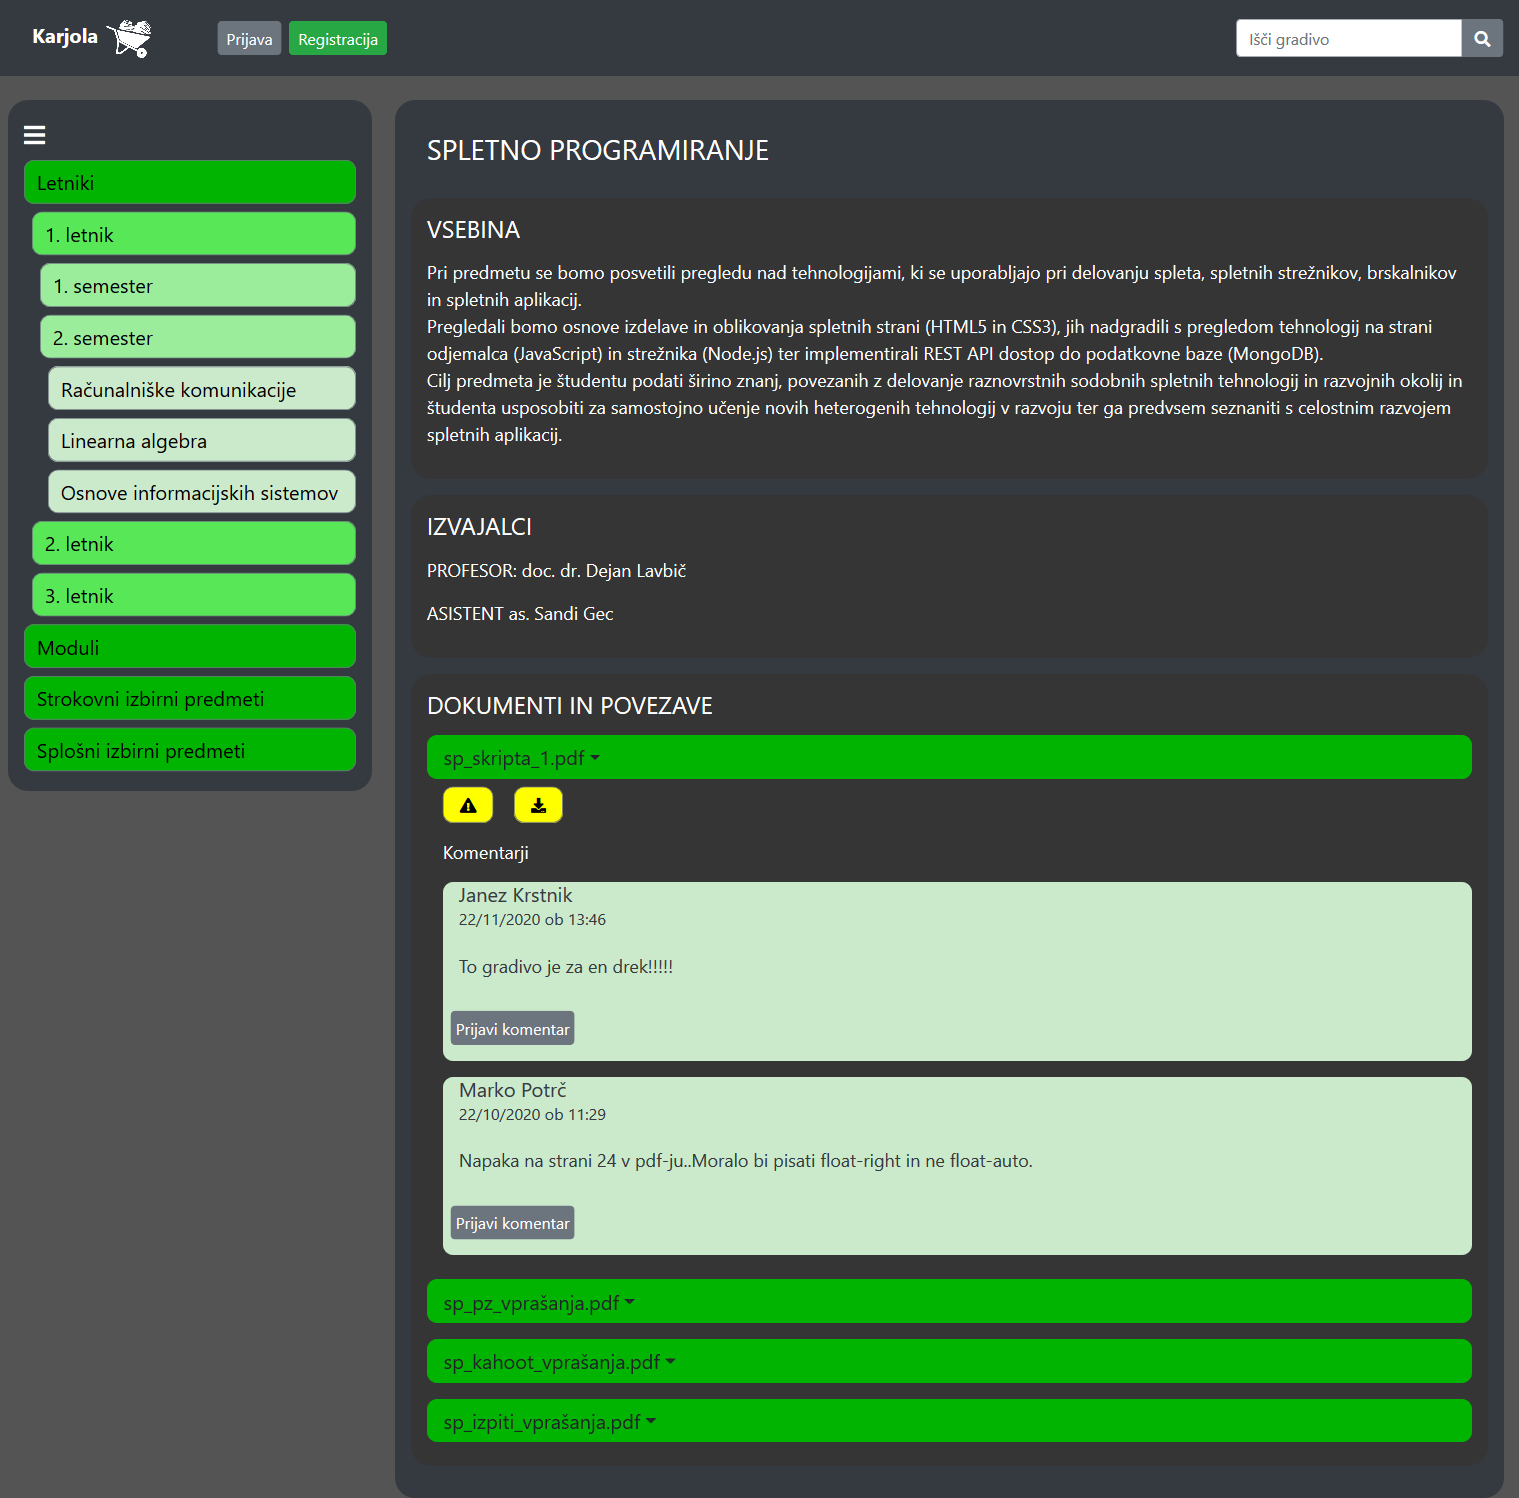 Karjola
Prijava
Registracija
Išči gradivo
Letniki
1. letnik
1. semester
2. semester
Računalniške komunikacije
Linearna algebra
Osnove informacijskih sistemov
2. letnik
3. letnik
Moduli
Strokovni izbirni predmeti
Splošni izbirni predmeti
SPLETNO PROGRAMIRANJE
VSEBINA
Pri predmetu se bomo posvetili pregledu nad tehnologijami, ki se uporabljajo pri delovanju spleta, spletnih strežnikov, brskalnikov
in spletnih aplikacij.
Pregledali bomo osnove izdelave in oblikovanja spletnih strani (HTML5 in CSS3), jih nadgradili s pregledom tehnologij na strani
odjemalca (JavaScript) in strežnika (Node.js) ter implementirali REST API dostop do podatkovne baze (MongoDB).
Cilj predmeta je študentu podati širino znanj, povezanih z delovanje raznovrstnih sodobnih spletnih tehnologij in razvojnih okolij in
študenta usposobiti za samostojno učenje novih heterogenih tehnologij v razvoju ter ga predvsem seznaniti s celostnim razvojem
spletnih aplikacij.
IZVAJALCI
PROFESOR: doc. dr. Dejan Lavbič
ASISTENT as. Sandi Gec
DOKUMENTI IN POVEZAVE
sp_skripta_1.pdf
Komentarji
Janez Krstnik
22/11/2020 ob 13:46
To gradivo je za en drek!!!!!
Prijavi komentar
Marko Potrč
22/10/2020 ob 11:29
Napaka na strani 24 v pdf-ju..Moralo bi pisati float-right in ne float-auto.
Prijavi komentar
sp_pz_vprašanja.pdf
sp_kahoot_vprašanja.pdf
sp_izpiti_vprašanja.pdf